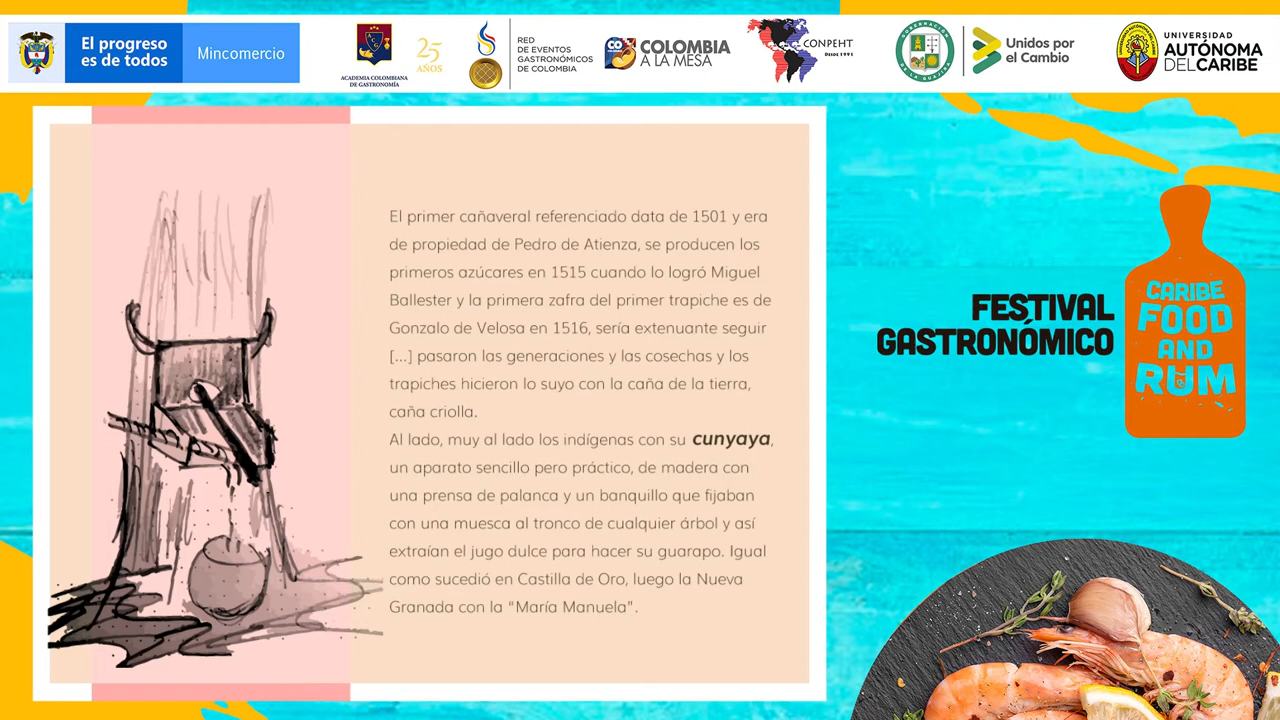 El progreso
es de todos
Mincomercio
ACADEMIA COLOMBIANA
DE GASTRONOMÍA
25
AÑOS
RED
DE EVENTOS
GASTRONÓMICOS
DE COLOMBIA
CO
COLOMBIA
A LA MESA
CONPEHT
DESDE 1991
GOBERNACIÓN
DE LA GUAJIRA
Unidos por
el Cambio
UNIVERSIDAD
AUTÓNOMA
DEL CARIBE
El primer cañaveral referenciado data de 1501 y era
de propiedad de Pedro de Atienza, se producen los
primeros azúcares en 1515 cuando lo logró Miguel
Ballester y la primera zafra del primer trapiche es de
Gonzalo de Velosa en 1516, sería extenuante seguir
[...] pasaron las generaciones y las cosechas y los
trapiches hicieron lo suyo con la caña de la tierra,
caña criolla.
Al lado, muy al lado los indígenas con su cunyaya,
un aparato sencillo pero práctico, de madera con
una prensa de palanca y un banquillo que fijaban
con una muesca al tronco de cualquier árbol y así
extraían el jugo dulce para hacer su guarapo. Igual
como sucedió en Castilla de Oro, luego la Nueva
Granada con la “María Manuela”.
FESTIVAL
GASTRONÓMICO
CARIBE
FOOD
AND
RUM